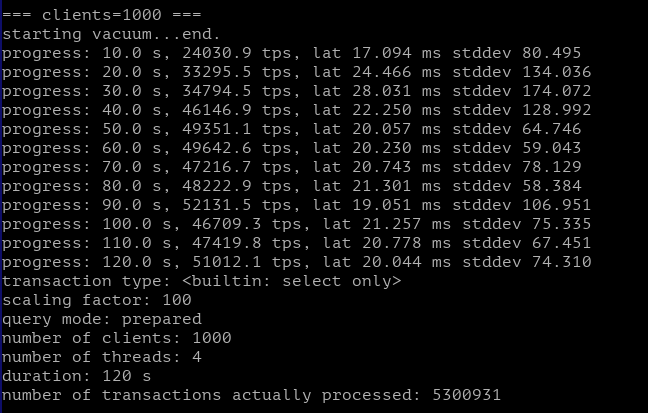 === clients=1000 ===
starting vacuum...end.
progress: 10.0 s, 24030.9 tps, lat 17.094 ms stddev 80.495
progress: 20.0 s, 33295.5 tps, lat 24.466 ms stddev 134.036
progress: 30.0 s, 34794.5 tps, lat 28.031 ms stddev 174.072
progress: 40.0 s, 46146.9 tps, lat 22.250 ms stddev 128.992
progress: 50.0 s, 49351.1 tps, lat 20.057 ms stddev 64.746
progress: 60.0 s, 49642.6 tps, lat 20.230 ms stddev 59.043
progress: 70.0 s, 47216.7 tps, lat 20.743 ms stddev 78.129
progress: 80.0 s, 48222.9 tps, lat 21.301 ms stddev 58.384
progress: 90.0 s, 52131.5 tps, lat 19.051 ms stddev 106.951
progress: 100.0 s, 46709.3 tps, lat 21.257 ms stddev 75.335
progress: 110.0 s, 47419.8 tps, lat 20.778 ms stddev 67.451
progress: 120.0 s, 51012.1 tps, lat 20.044 ms stddev 74.310
transaction type: <builtin: select only>
scaling factor: 100
query mode: prepared
number of clients: 1000
number of threads: 4
duration: 120 s
number of transactions actually processed: 5300931